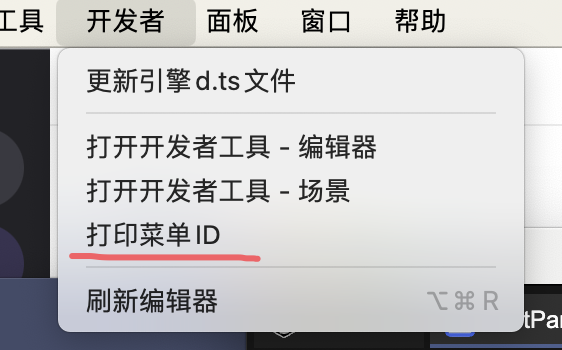 工具 开发者 面板 窗口 帮助
更新引擎d.ts文件
打开开发者工具 - 编辑器
打开开发者工具 - 场景
打印菜单ID
刷新编辑器 ⌥⌘R
tPar